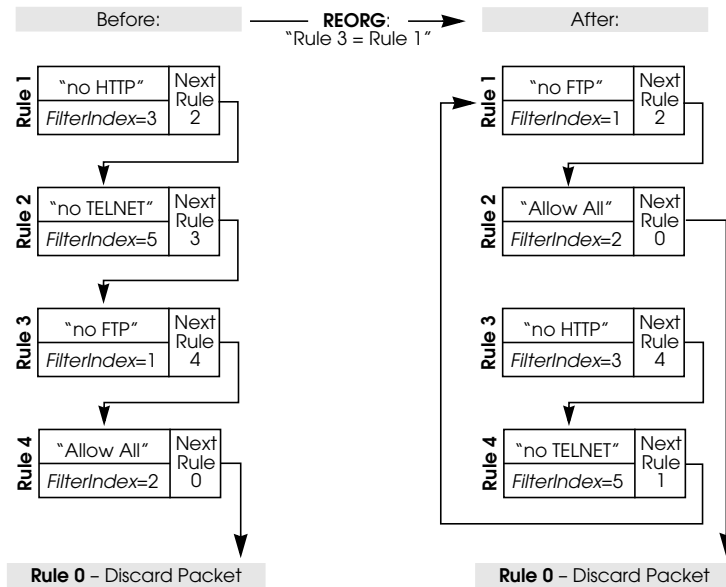 Before:
REORG:
"Rule 3 = Rule 1"
After:
Rule 1
"no HTTP"
FilterIndex=3
Next
Rule
2
Rule 2
"no TELNET"
FilterIndex=5
Next
Rule
3
Rule 3
"no FTP"
FilterIndex=1
Next
Rule
4
Rule 4
"Allow All"
FilterIndex=2
Next
Rule
0
Rule 0 – Discard Packet
Rule 1
"no FTP"
FilterIndex=1
Next
Rule
2
Rule 2
"Allow All"
FilterIndex=2
Next
Rule
0
Rule 3
"no HTTP"
FilterIndex=3
Next
Rule
4
Rule 4
"no TELNET"
FilterIndex=5
Next
Rule
1
Rule 0 – Discard Packet